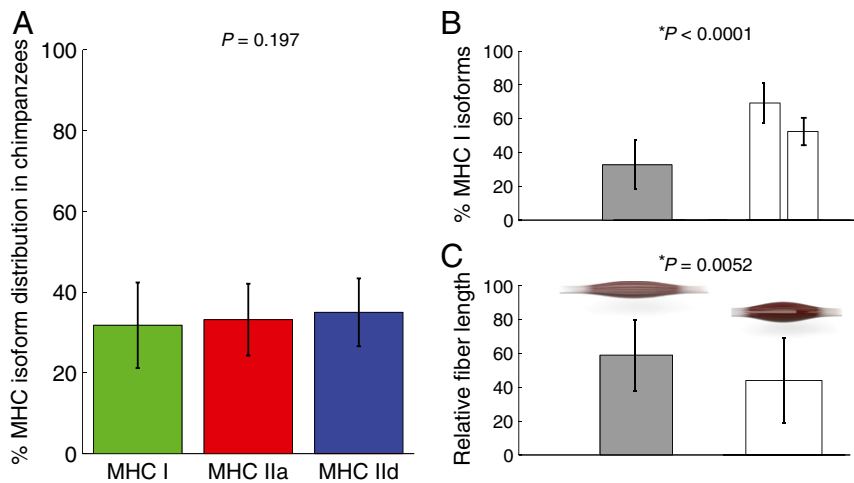 A
P = 0.197
% MHC isoform distribution in chimpanzees
100
80
60
40
20
0
MHC I
MHC IIa
MHC IId
B
*P < 0.0001
% MHC I isoforms
100
80
60
40
20
0
C
*P = 0.0052
Relative fiber length
100
80
60
40
20
0